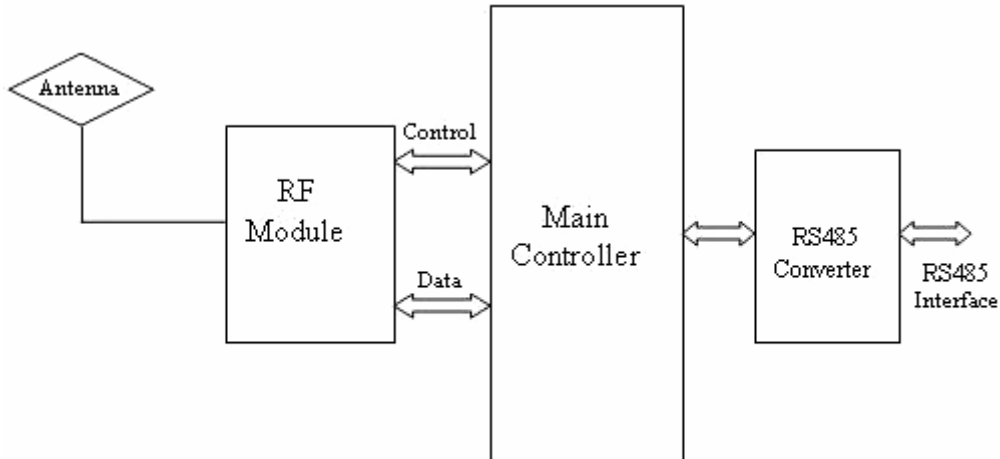 Antenna
RF
Module
Control
Data
Main
Controller
RS485
Converter
RS485
Interface